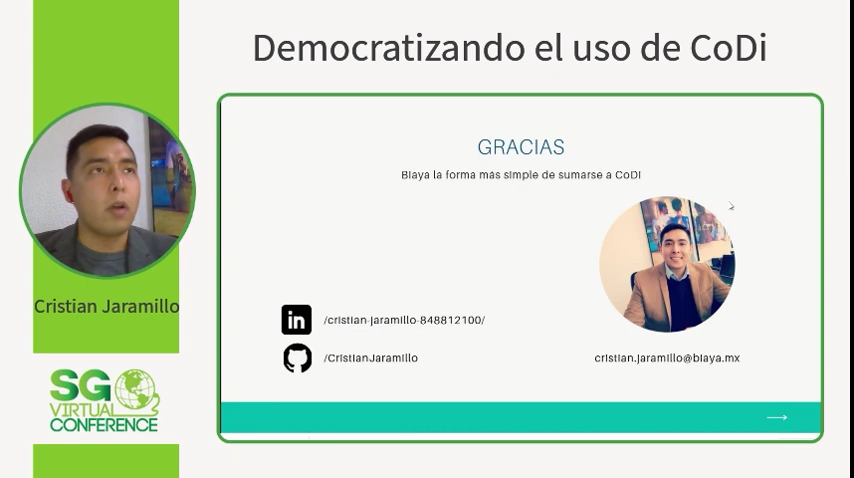 Democratizando el uso de CoDi
GRACIAS
Blaya la forma más simple de sumarse a CoDi
in
/cristian-jaramillo-848812100/
/CristianJaramillo
cristian.jaramillo@blaya.mx
Cristian Jaramillo
SG
VIRTUAL
CONFERENCE